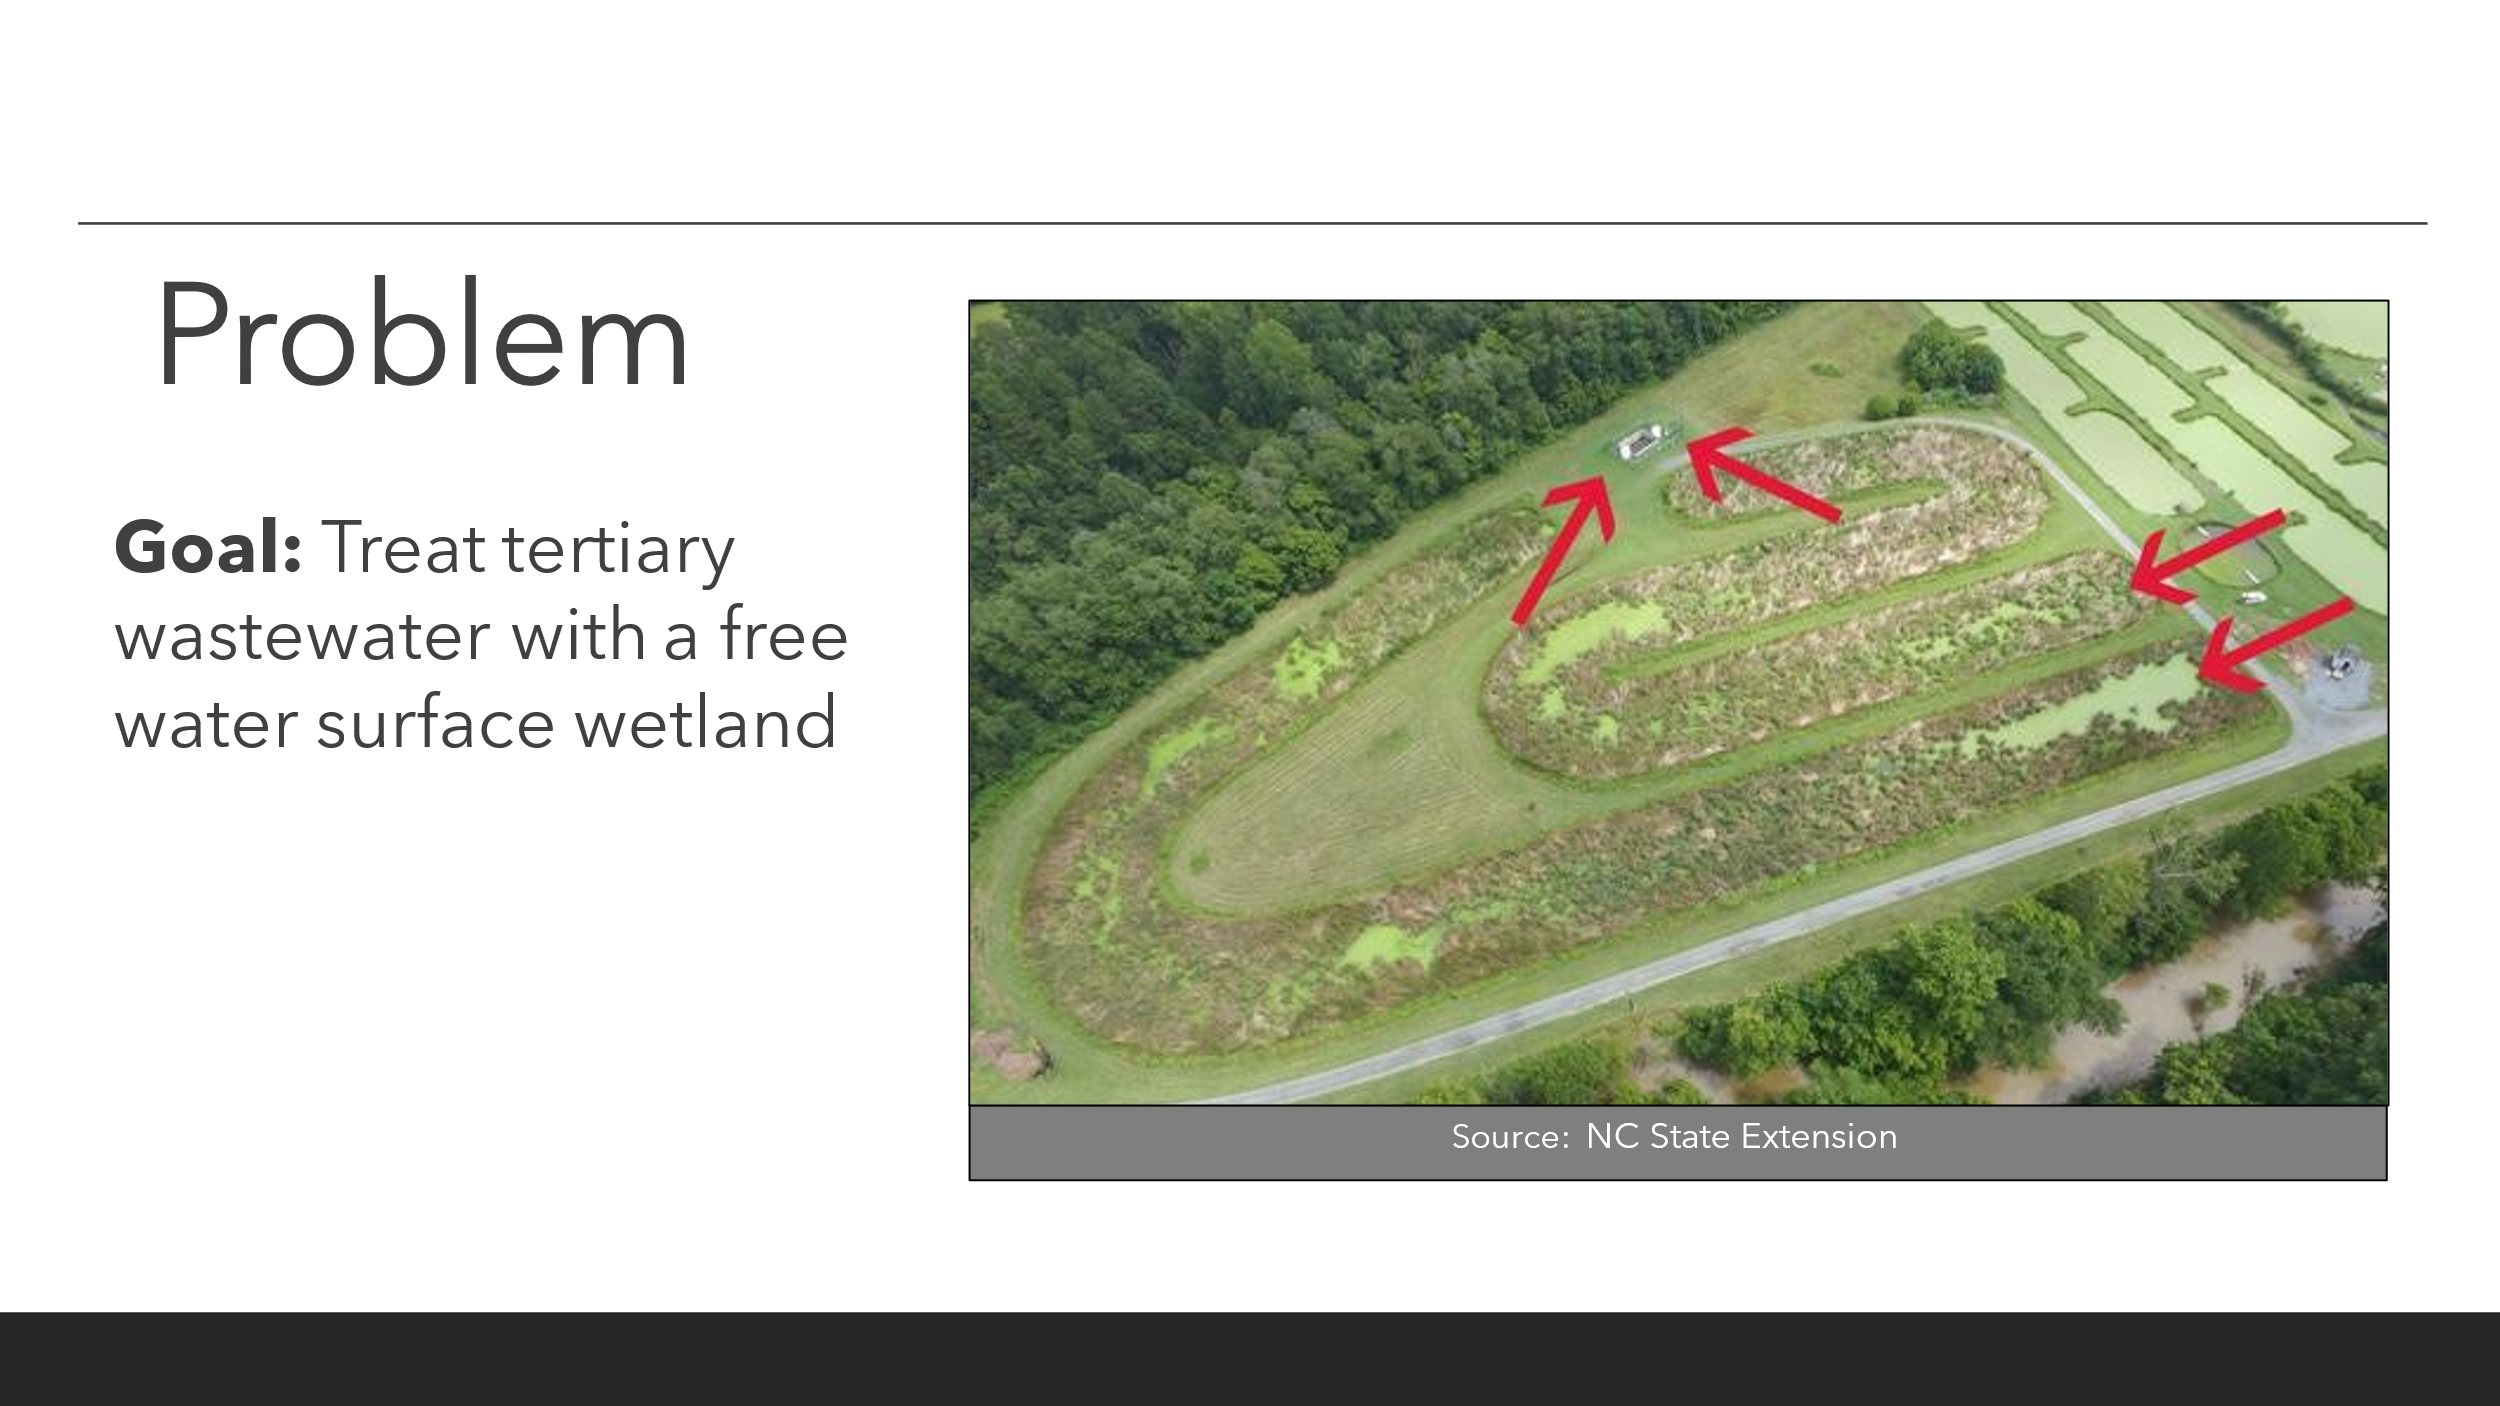 Problem
Goal: Treat tertiary
wastewater with a free
water surface wetland
Source: NC State Extension